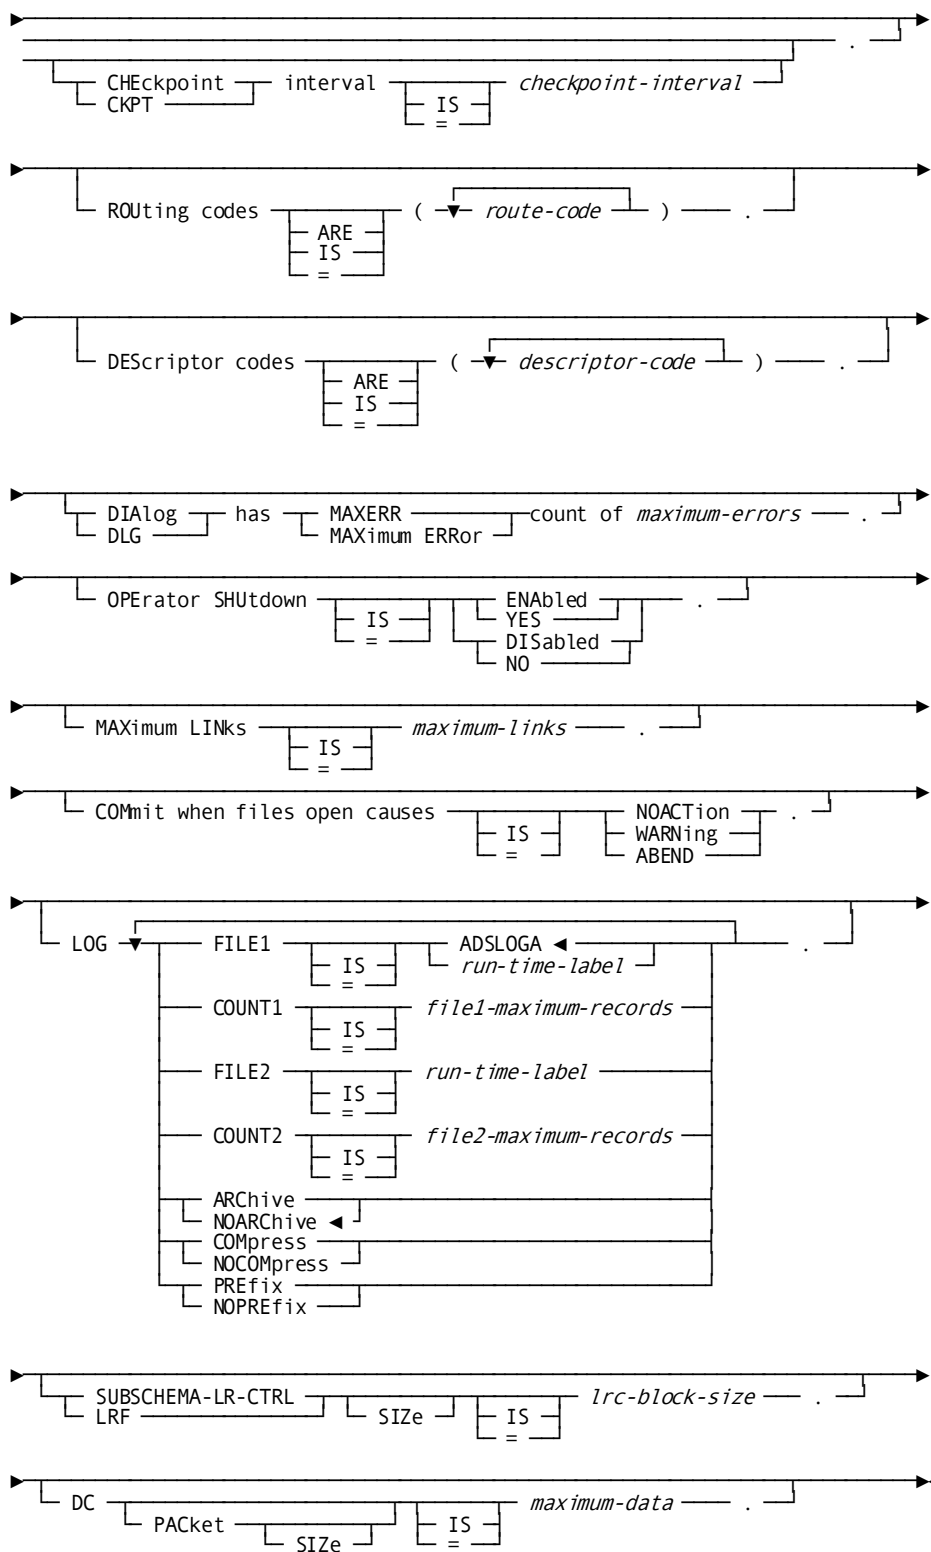 .
CHEckpoint interval checkpoint-interval
CKPT IS
=
ROUting codes ( route-code ) .
ARE
IS
=
DEScriptor codes ( descriptor-code ) .
ARE
IS
=
DIAlog has MAXERR count of maximum-errors .
DLG MAXimum ERRor
OPErator SHUtdown ENAbled .
IS YES
= DISabled
NO
MAXimum LINks maximum-links .
IS
=
COMmit when files open causes NOACTion .
IS WARNing
= ABEND
LOG FILE1 ADSLOGA .
IS run-time-label
=
COUNT1 file1-maximum-records
IS
=
FILE2 run-time-label
IS
=
COUNT2 file2-maximum-records
IS
=
ARChive
NOARChive
COMpress
NOCOMpress
PREfix
NOPREfix
SUBSCHEMA-LR-CTRL lrc-block-size .
LRF SIZe IS
=
DC maximum-data .
PACket IS
SIZe =